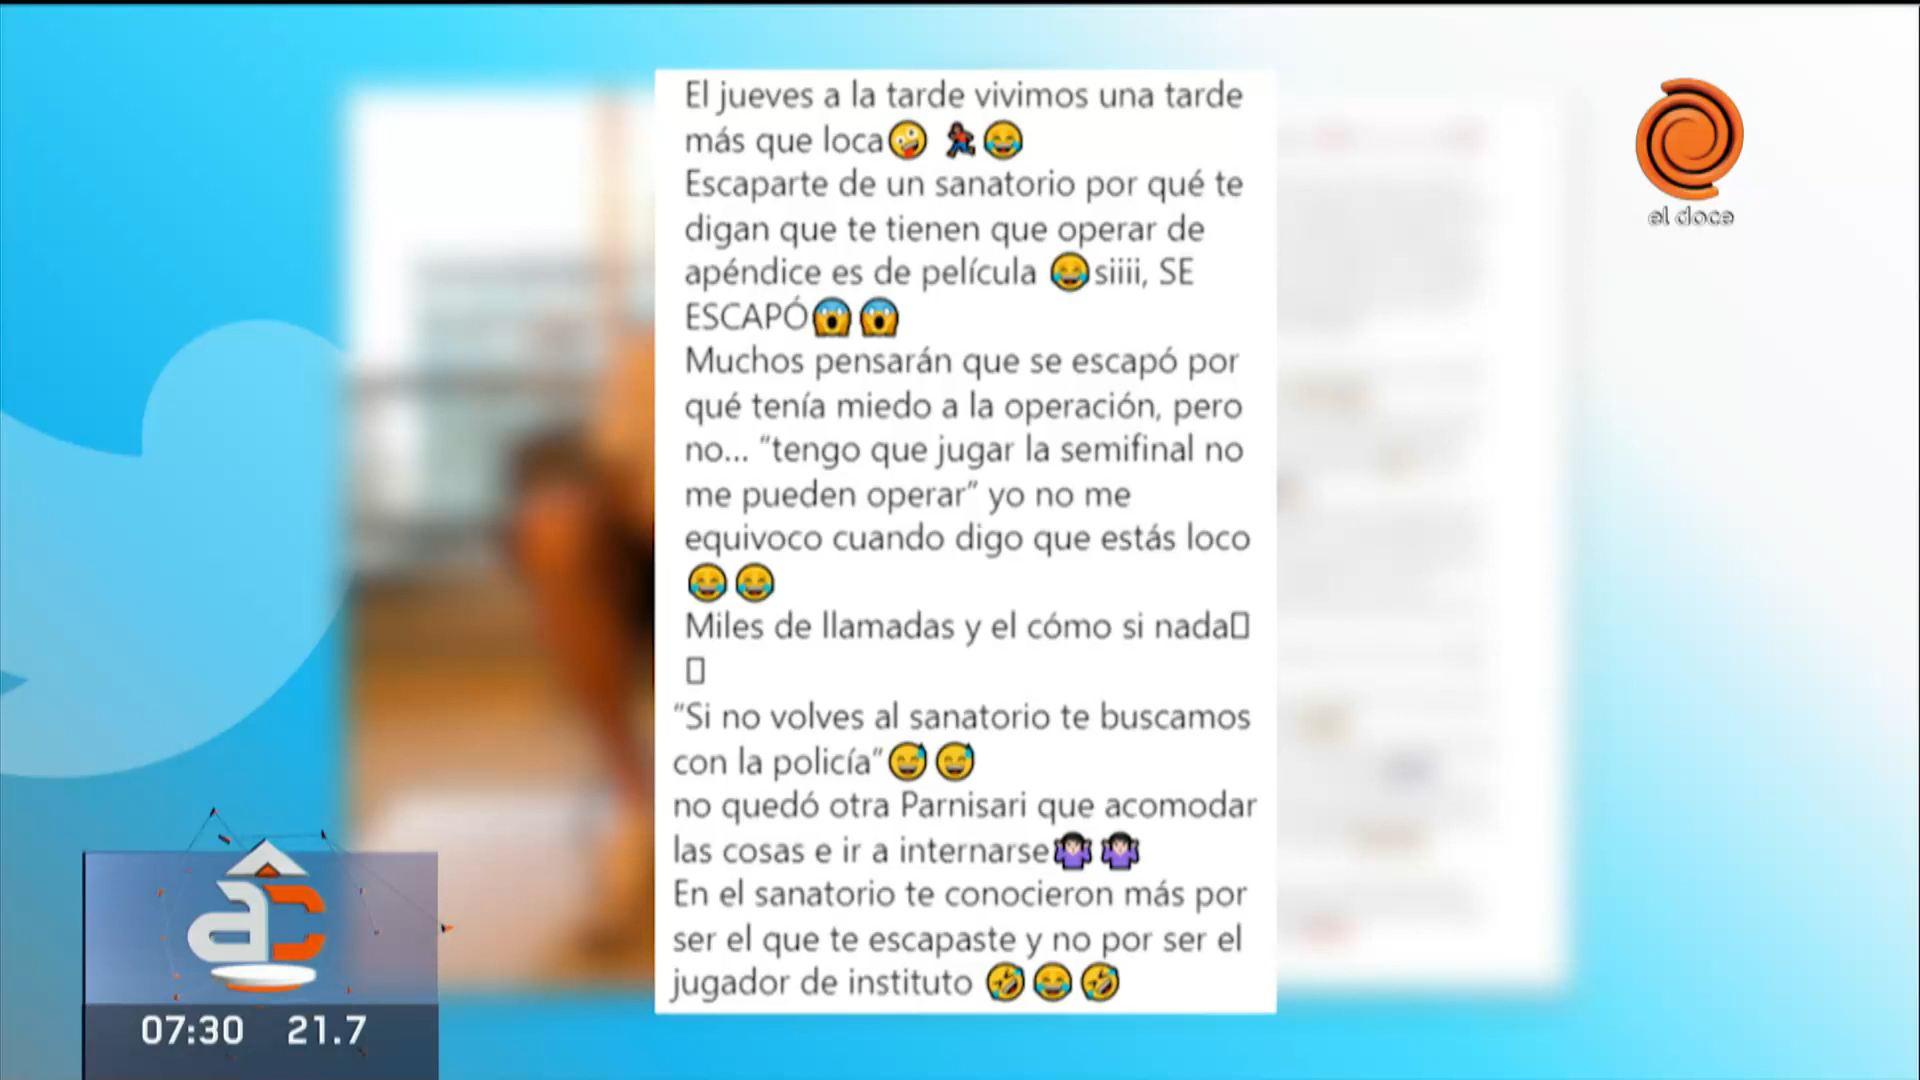 El jueves a la tarde vivimos una tarde
más que loca🤪 🏃🏾‍♀️😂
Escaparte de un sanatorio por qué te
digan que te tienen que operar de
apéndice es de película 😂siiii, SE
ESCAPÓ😱😱
Muchos pensarán que se escapó por
qué tenía miedo a la operación, pero
no... “tengo que jugar la semifinal no
me pueden operar” yo no me
equivoco cuando digo que estás loco
😂😂
Miles de llamadas y el cómo si nada
“Si no volves al sanatorio te buscamos
con la policía”😅😅
no quedó otra Parnisari que acomodar
las cosas e ir a internarse🤷🏻‍♀️🤷🏻‍♀️
En el sanatorio te conocieron más por
ser el que te escapaste y no por ser el
jugador de instituto 🤣😂🤣
el doce
ac
07:30 21.7